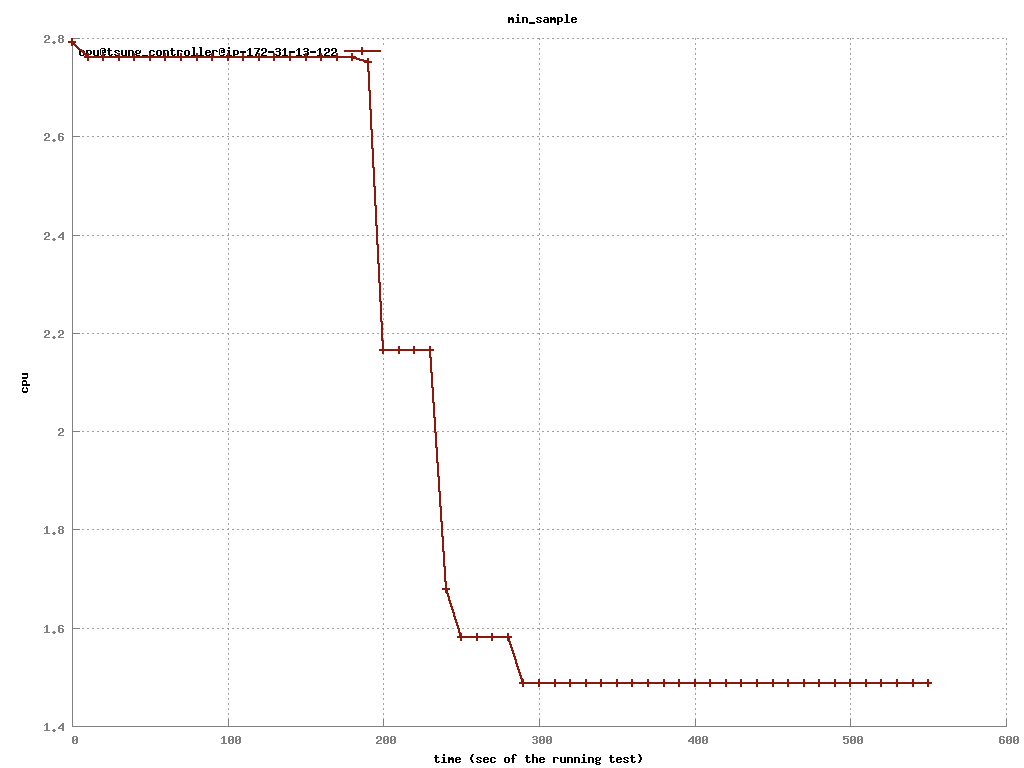 min_sample
cpu@tsung_controller@ip-172-31-13-122
2.8
2.6
2.4
2.2
2
1.8
1.6
1.4
cpu
0 100 200 300 400 500 600
time (sec of the running test)